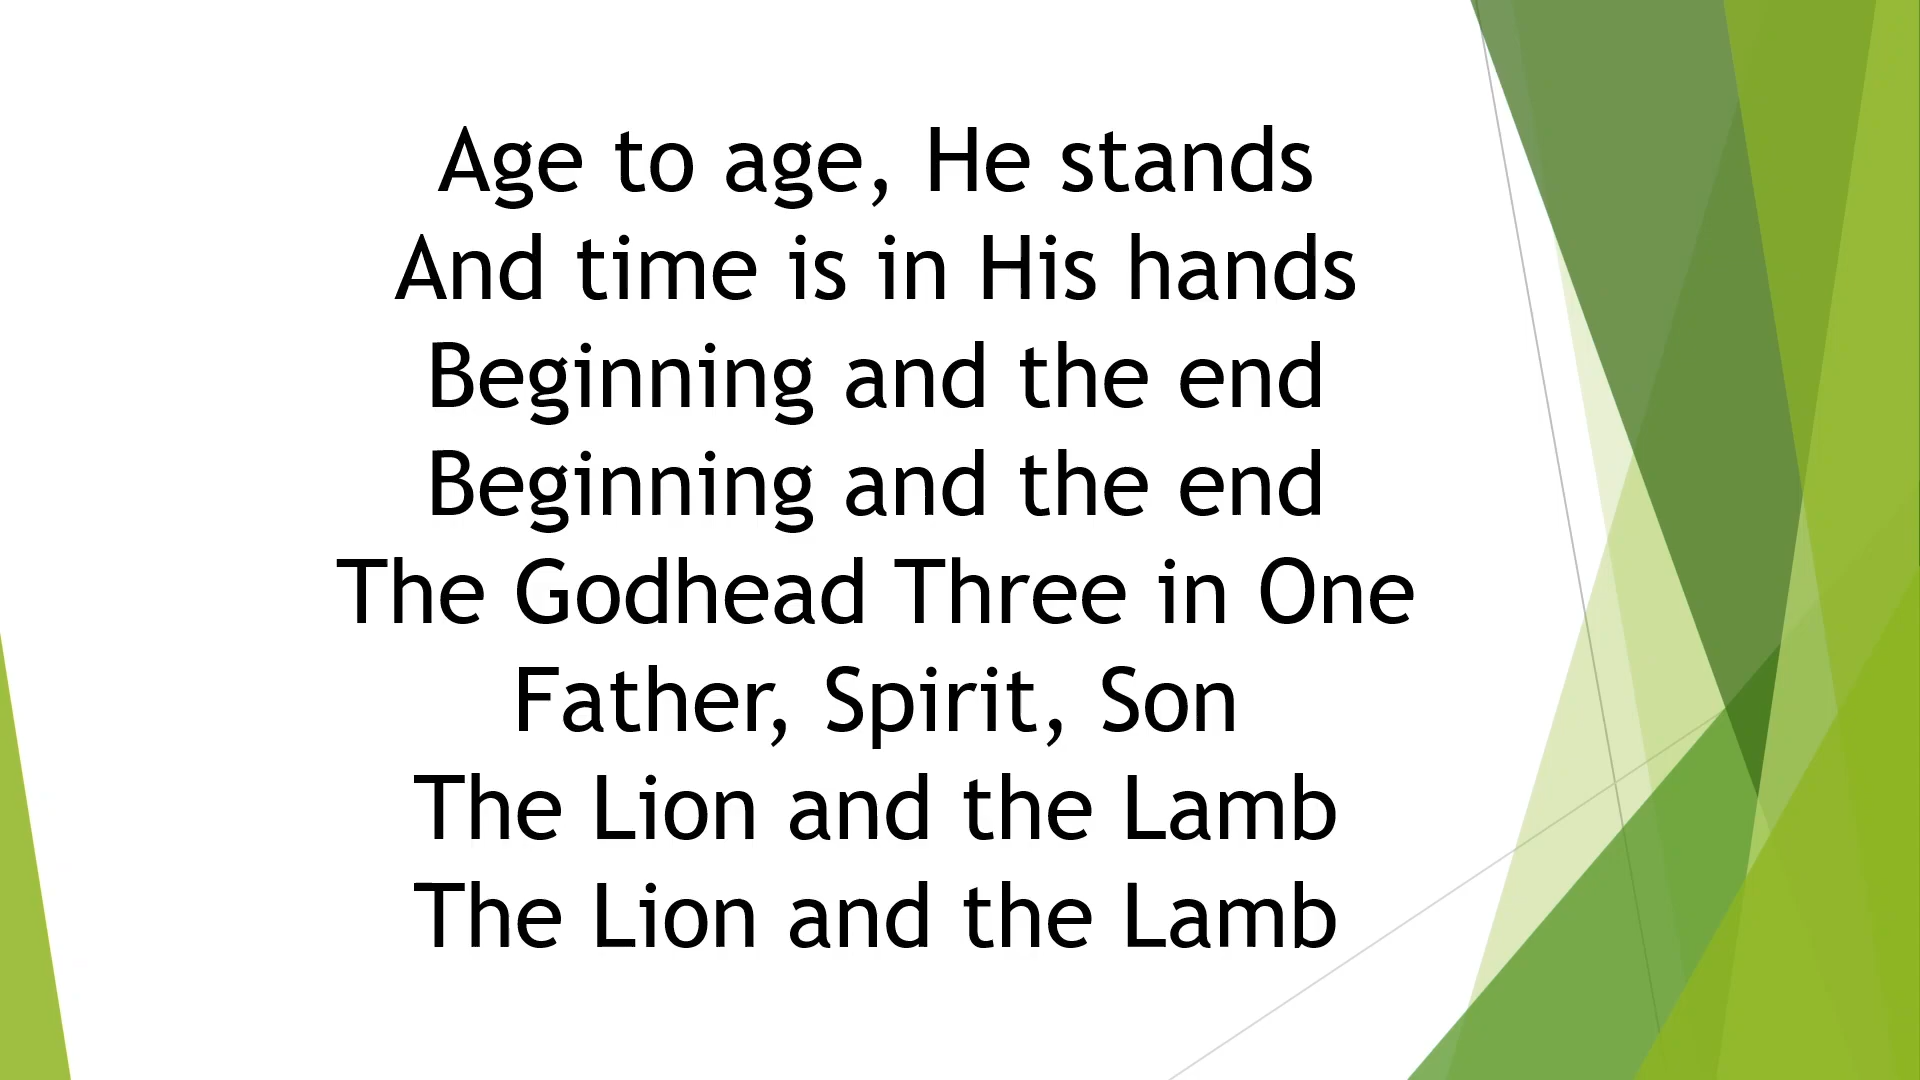 Age to age, He stands
And time is in His hands
Beginning and the end
Beginning and the end
The Godhead Three in One
Father, Spirit, Son
The Lion and the Lamb
The Lion and the Lamb